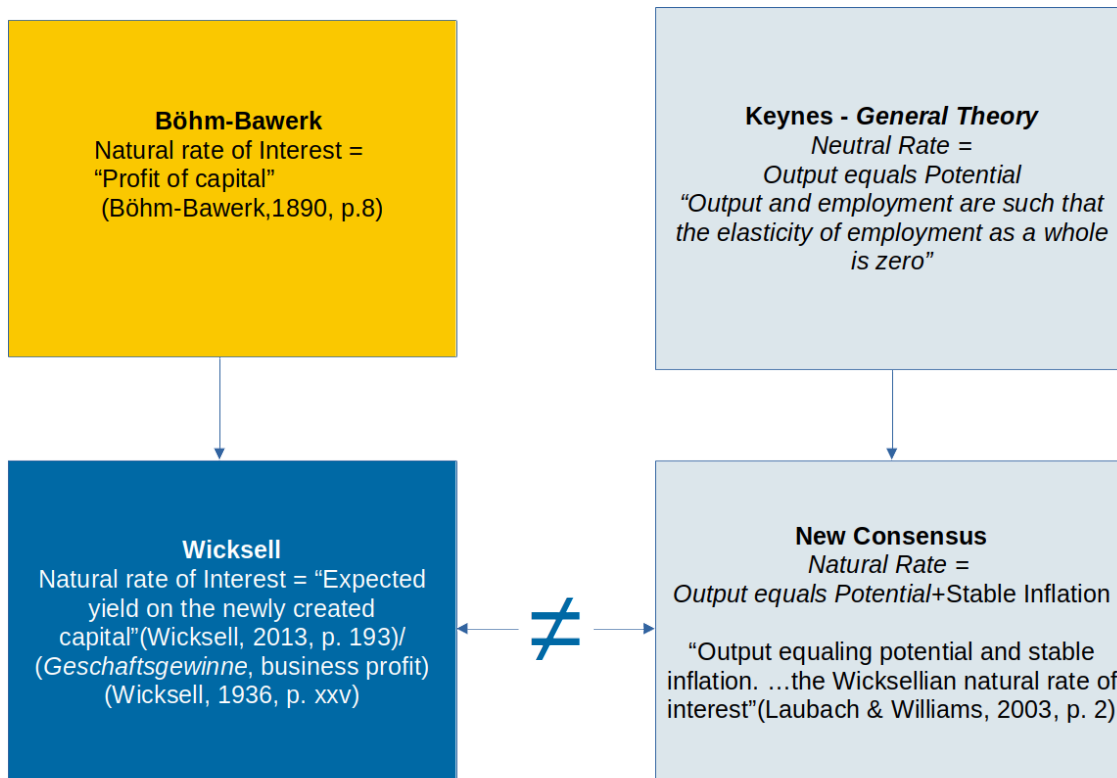 Böhm-Bawerk
Natural rate of Interest =
“Profit of capital”
(Böhm-Bawerk,1890, p.8)
Keynes - General Theory
Neutral Rate =
Output equals Potential
“Output and employment are such that
the elasticity of employment as a whole
is zero”
Wicksell
Natural rate of Interest = “Expected
yield on the newly created
capital”(Wicksell, 2013, p. 193)/
(Geschaftsgewinne, business profit)
(Wicksell, 1936, p. xxv)
≠
New Consensus
Natural Rate =
Output equals Potential+Stable Inflation
“Output equaling potential and stable
inflation. …the Wicksellian natural rate of
interest”(Laubach & Williams, 2003, p. 2)